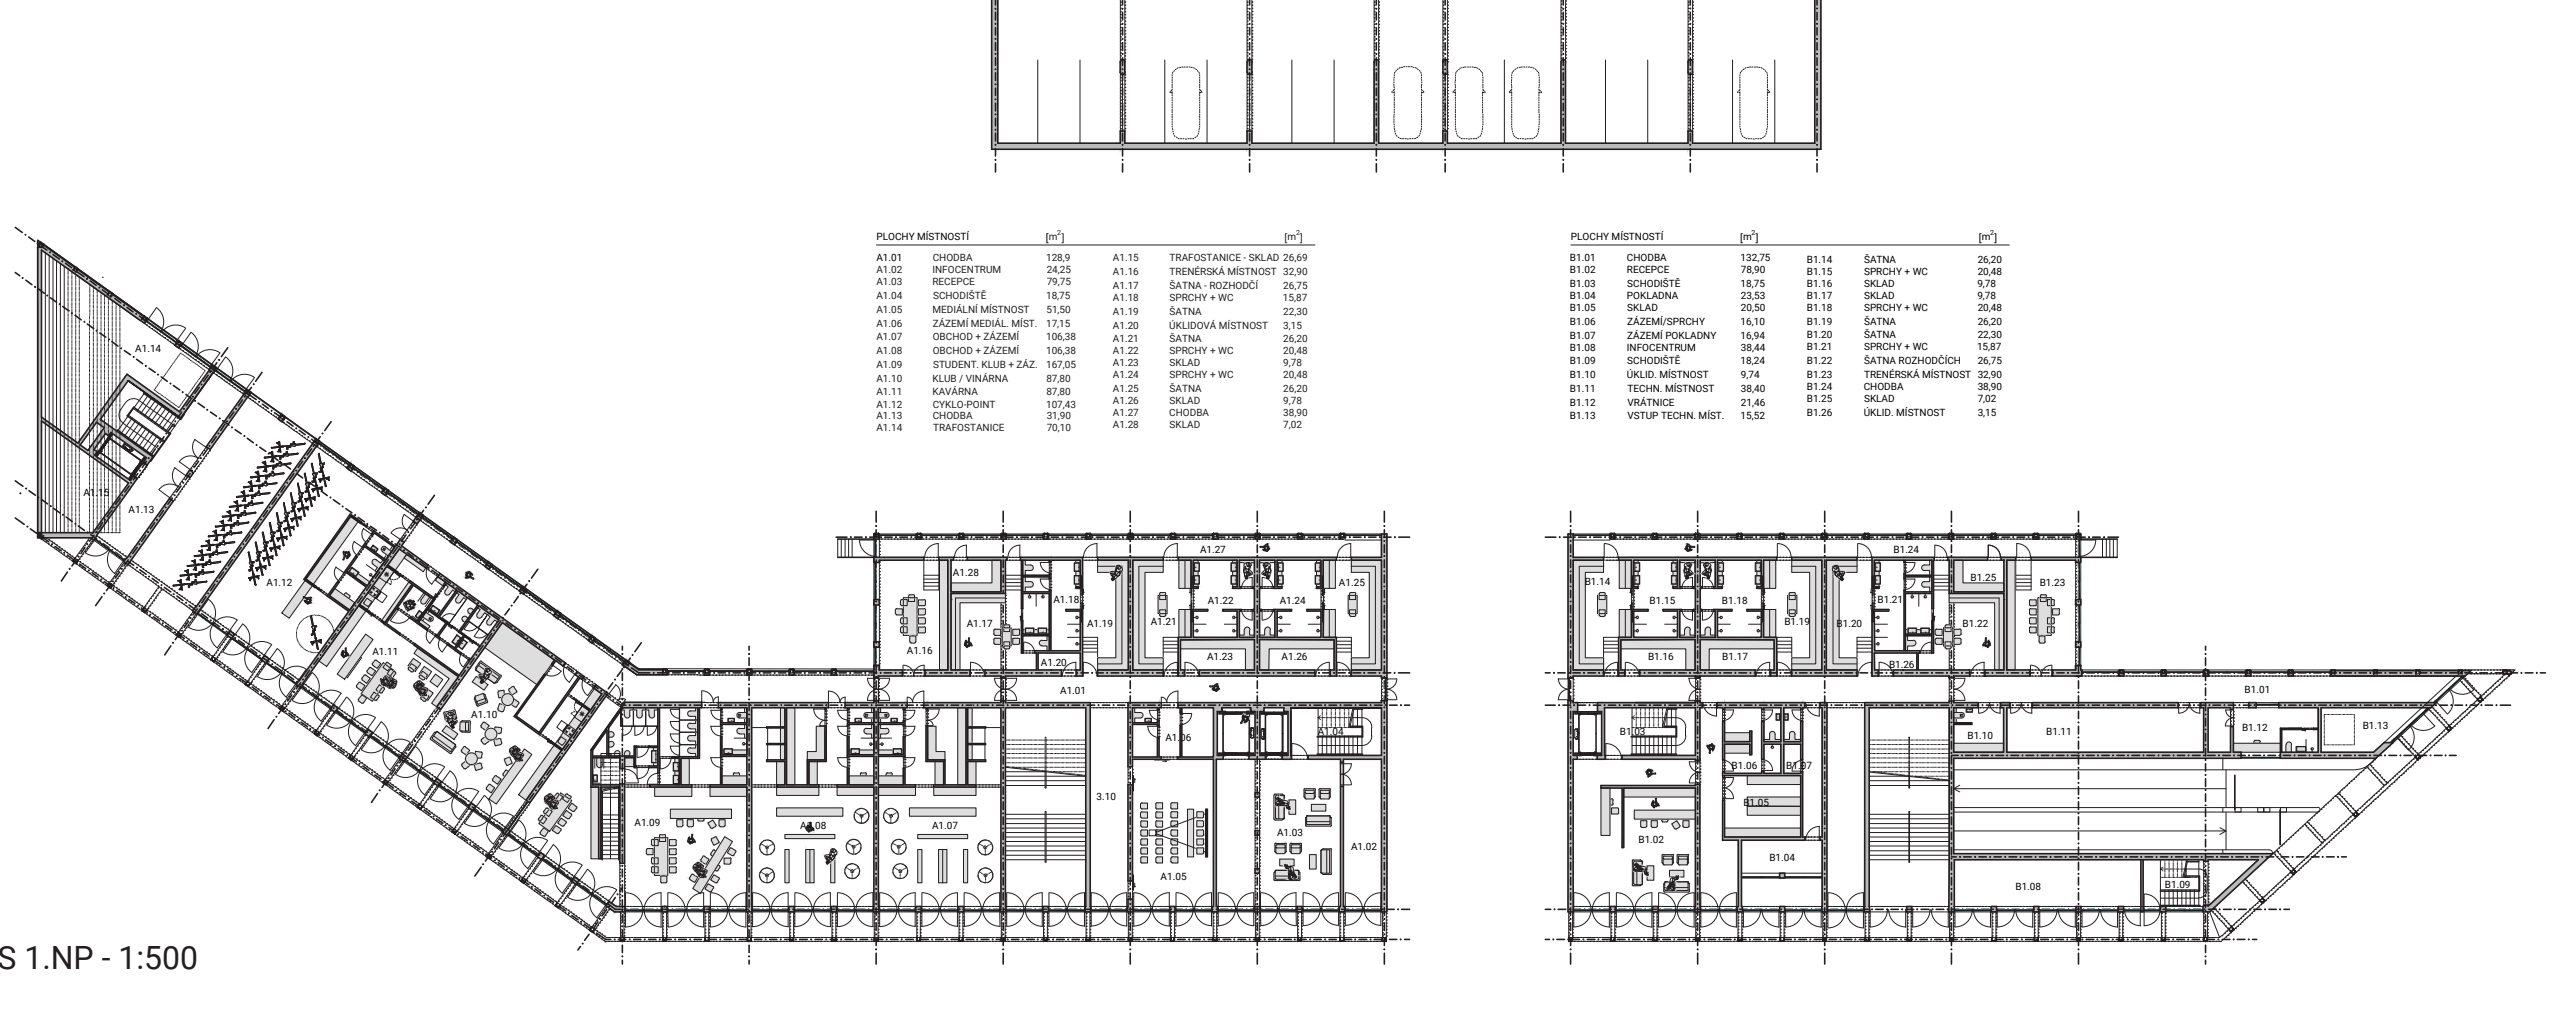 PLOCHY MÍSTNOSTÍ [m2] [m2]
A1.01 CHODBA 128,9
A1.02 INFOCENTRUM 24,25
A1.03 RECEPCE 79,75
A1.04 SCHODIŠTĚ 18,75
A1.05 MEDIÁLNÍ MÍSTNOST 51,50
A1.06 ZÁZEMÍ MEDIÁL. MÍST. 17,15
A1.07 OBCHOD + ZÁZEMÍ 106,38
A1.08 OBCHOD + ZÁZEMÍ 106,38
A1.09 STUDENT. KLUB + ZÁZ. 167,05
A1.10 KLUB / VINÁRNA 87,80
A1.11 KAVÁRNA 87,80
A1.12 CYKLO-POINT 107,43
A1.13 CHODBA 31,90
A1.14 TRAFOSTANICE 70,10
A1.15 TRAFOSTANICE - SKLAD 26,69
A1.16 TRENÉRSKÁ MÍSTNOST 32,90
A1.17 ŠATNA - ROZHODČÍ 26,75
A1.18 SPRCHY + WC 15,87
A1.19 ŠATNA 22,30
A1.20 ÚKLIDOVÁ MÍSTNOST 3,15
A1.21 ŠATNA 26,20
A1.22 SPRCHY + WC 20,48
A1.23 SKLAD 9,78
A1.24 SPRCHY + WC 20,48
A1.25 ŠATNA 26,20
A1.26 SKLAD 9,78
A1.27 CHODBA 38,90
A1.28 SKLAD 7,02
PLOCHY MÍSTNOSTÍ [m2] [m2]
B1.01 CHODBA 132,75
B1.02 RECEPCE 78,90
B1.03 SCHODIŠTĚ 18,75
B1.04 POKLADNA 23,53
B1.05 SKLAD 20,50
B1.06 ZÁZEMÍ/SPRCHY 16,10
B1.07 ZÁZEMÍ POKLADNY 16,94
B1.08 INFOCENTRUM 38,44
B1.09 SCHODIŠTĚ 18,24
B1.10 ÚKLID. MÍSTNOST 9,74
B1.11 TECHN. MÍSTNOST 38,40
B1.12 VRÁTNICE 21,46
B1.13 VSTUP TECHN. MÍST. 15,52
B1.14 ŠATNA 26,20
B1.15 SPRCHY + WC 20,48
B1.16 SKLAD 9,78
B1.17 SKLAD 9,78
B1.18 SPRCHY + WC 20,48
B1.19 ŠATNA 26,20
B1.20 ŠATNA 22,30
B1.21 SPRCHY + WC 15,87
B1.22 ŠATNA ROZHODČÍCH 26,75
B1.23 TRENÉRSKÁ MÍSTNOST 32,90
B1.24 CHODBA 38,90
B1.25 SKLAD 7,02
B1.26 ÚKLID. MÍSTNOST 3,15
A1.14
A1.15
A1.13
A1.12
A1.11
A1.10
A1.27
A1.28
A1.25
A1.18
A1.22
A1.24
A1.17
A1.19
A1.21
A1.16
A1.20
A1.23
A1.26
A1.01
A1.06
A1.04
3.10
A1.09
A1.08
A1.07
A1.03
A1.02
A1.05
B1.24
B1.14
B1.25
B1.23
B1.15
B1.18
B1.21
B1.19
B1.20
B1.22
B1.16
B1.17
B1.26
B1.01
B1.03
B1.10
B1.11
B1.12
B1.13
B1.06
B1.07
B1.05
B1.02
B1.04
B1.08
B1.09
S 1.NP - 1:500